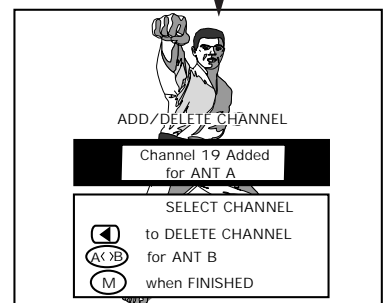 ADD/DELETE CHANNEL
Channel 19 Added
for ANT A
SELECT CHANNEL
to DELETE CHANNEL
A< >B for ANT B
M when FINISHED